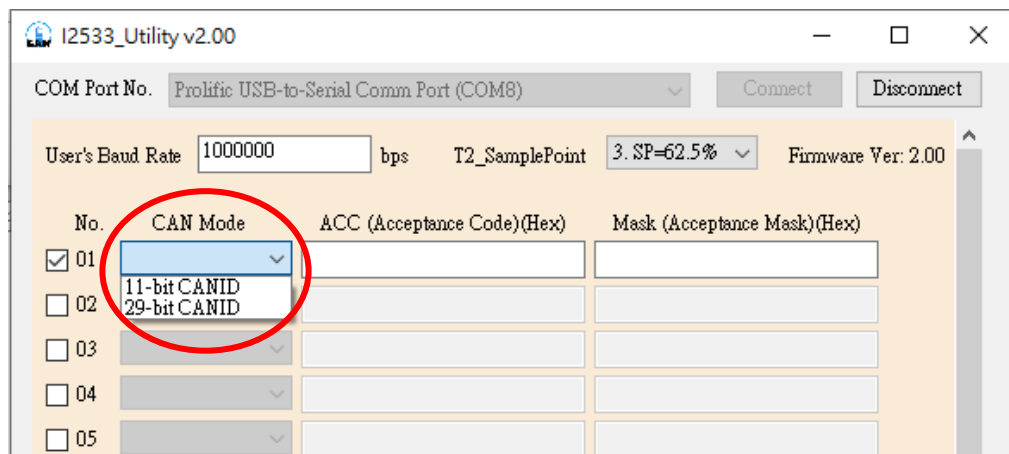 I2533_Utility v2.00
COM Port No. Prolific USB-to-Serial Comm Port (COM8) Connect Disconnect
User's Baud Rate 1000000 bps T2_SamplePoint 3. SP=62.5% Firmware Ver: 2.00
No. CAN Mode ACC (Acceptance Code)(Hex) Mask (Acceptance Mask)(Hex)
01
11-bit CANID
02 29-bit CANID
03
04
05